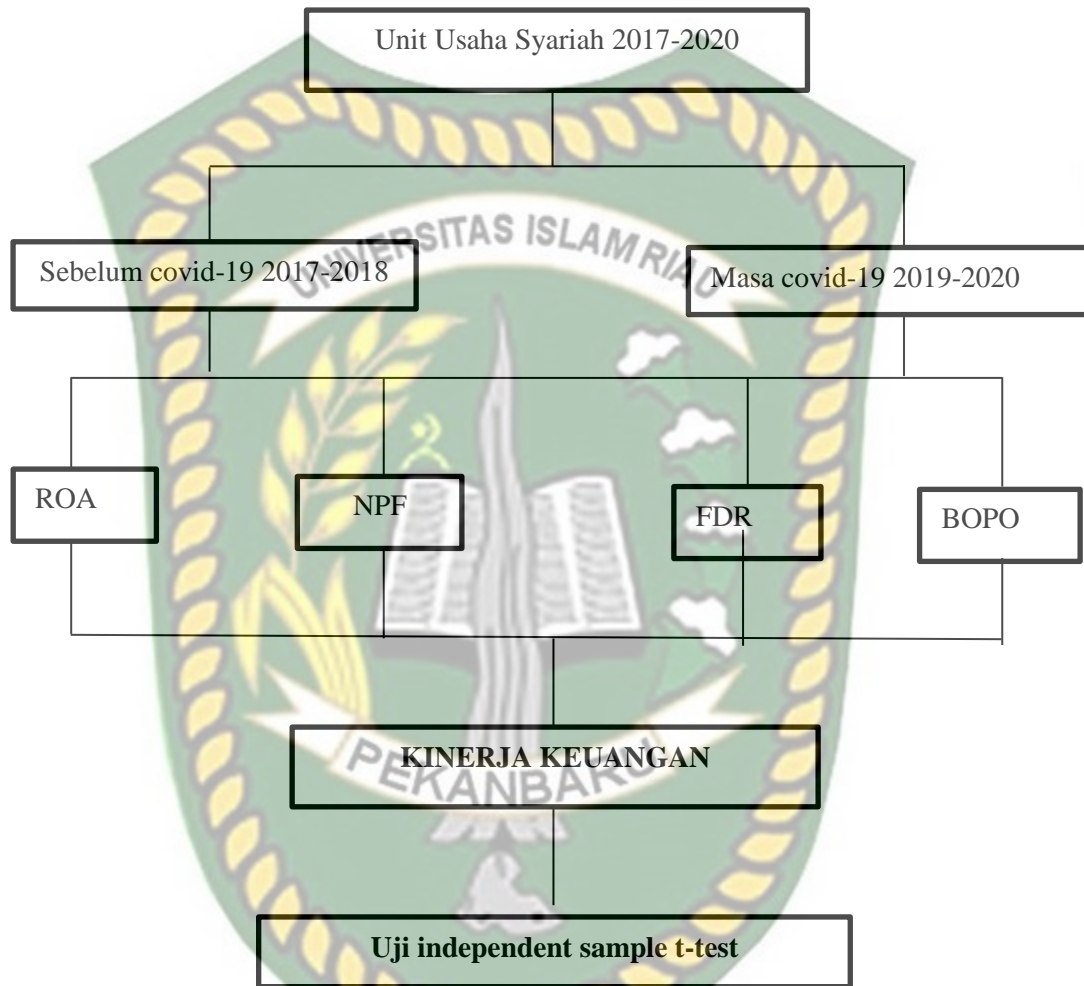 Unit Usaha Syariah 2017-2020
UNIVERSITAS ISLAM RIAU
Sebelum covid-19 2017-2018
Masa covid-19 2019-2020
ROA
NPF
FDR
BOPO
KINERJA KEUANGAN
PEKANBARU
Uji independent sample t-test